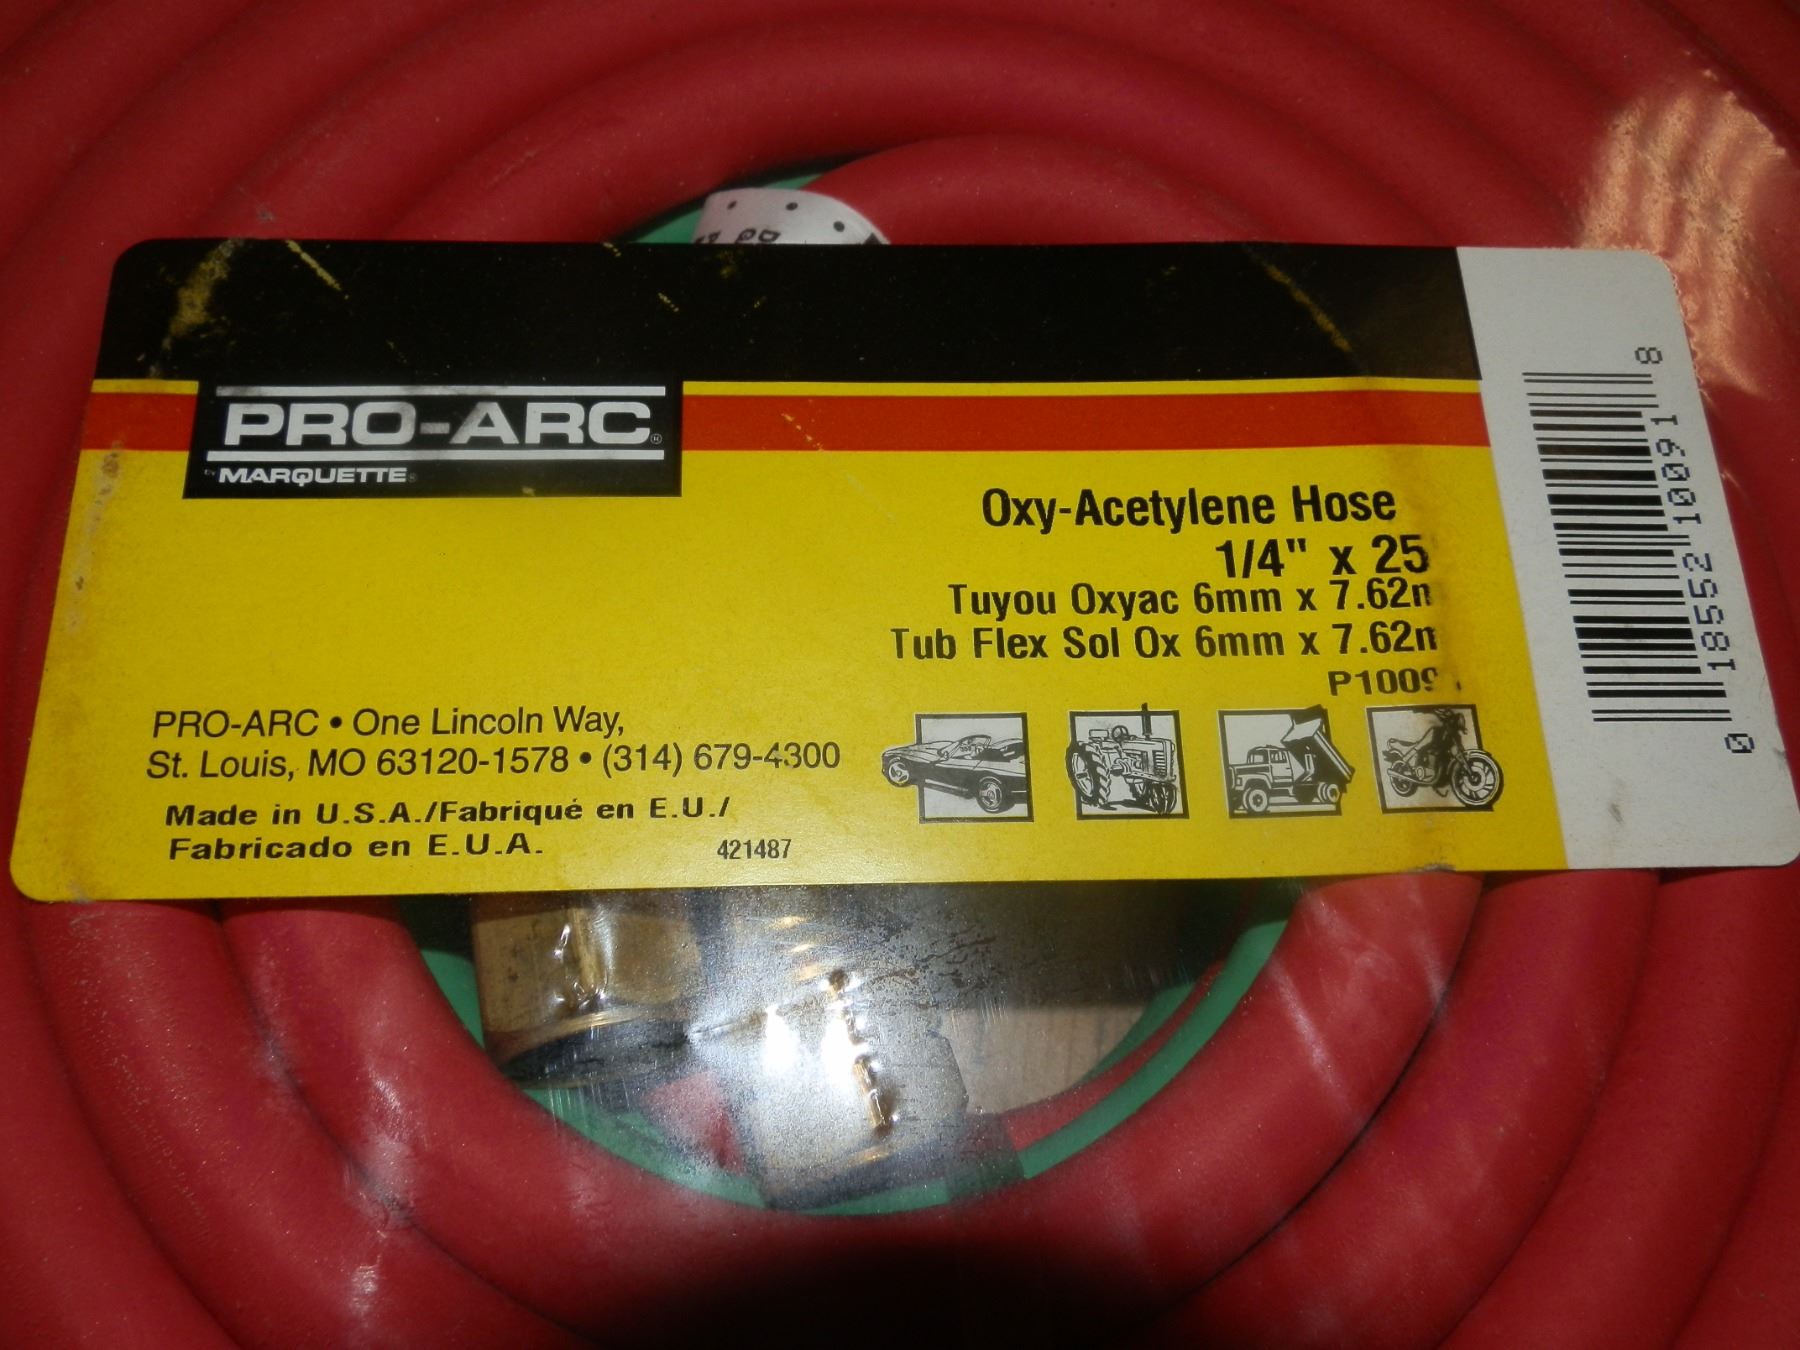 PRO-ARC®
BY MARQUETTE®
Oxy-Acetylene Hose
1/4" x 25
Tuyou Oxyac 6mm x 7.62
Tub Flex Sol Ox 6mm x 7.62
PRO-ARC • One Lincoln Way,
St. Louis, MO 63120-1578 • (314) 679-4300
Made in U.S.A./Fabriqué en E.U./
Fabricado en E.U.A.
421487
0 18552 10091 8